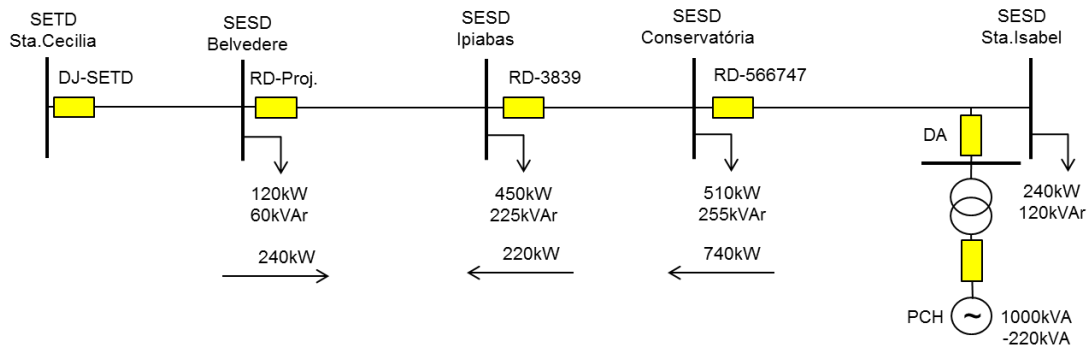 SETD
Sta.Cecilia
SESD
Belvedere
SESD
Ipiabas
SESD
Conservatória
SESD
Sta.Isabel
DJ-SETD
RD-Proj.
RD-3839
RD-566747
DA
120kW
60kVAr
450kW
225kVAr
510kW
255kVAr
240kW
120kVAr
240kW
220kW
740kW
PCH
~
1000kVA
-220kVA